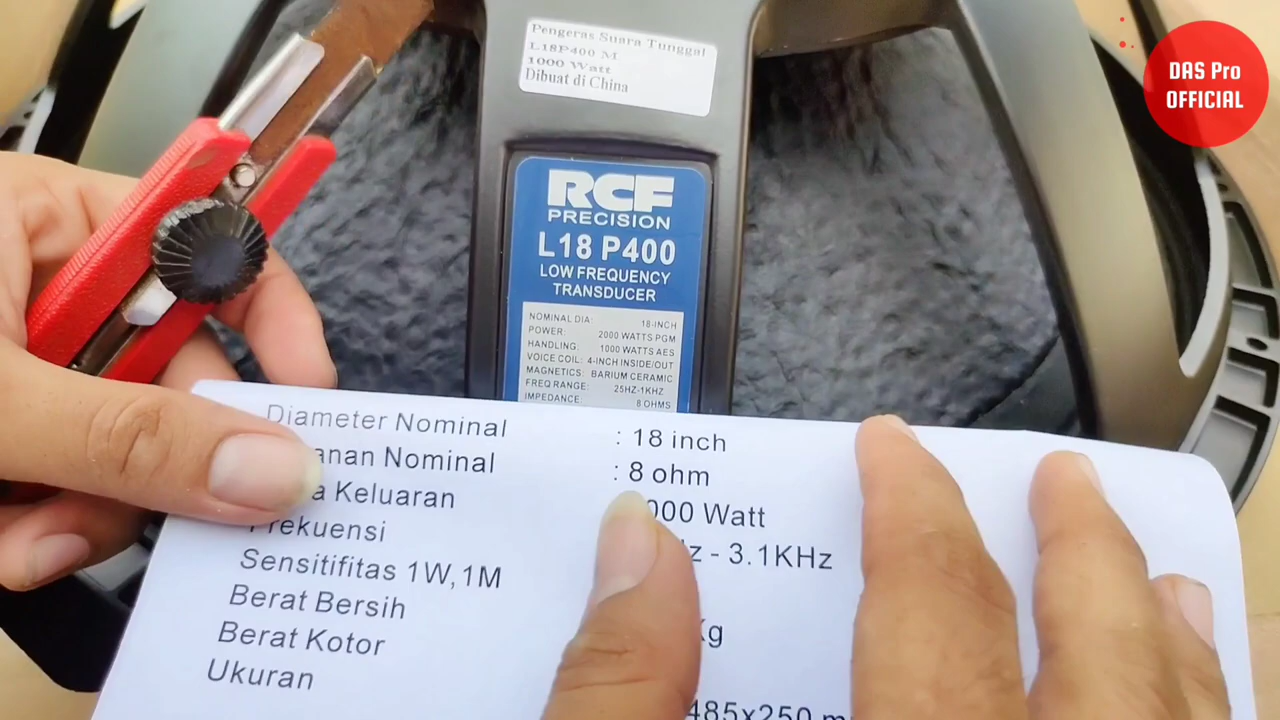 Pengeras Suara Tunggal
L18P400 M
1000 Watt
Dibuat di China
DAS Pro
OFFICIAL
RCF
PRECISION
L18 P400
LOW FREQUENCY
TRANSDUCER
NOMINAL DIA: 18-INCH
POWER: 2000 WATTS PGM
HANDLING: 1000 WATTS AES
VOICE COIL: 4-INCH INSIDE/OUT
MAGNETICS: BARIUM CERAMIC
FREQ RANGE: 25HZ-1KHZ
IMPEDANCE: 8 OHMS
Diameter Nominal : 18 inch
Nominal : 8 ohm
Keluaran 000 Watt
Frekuensi - 3.1KHz
Sensitifitas 1W,1M
Berat Bersih
Berat Kotor Kg
Ukuran
485x250